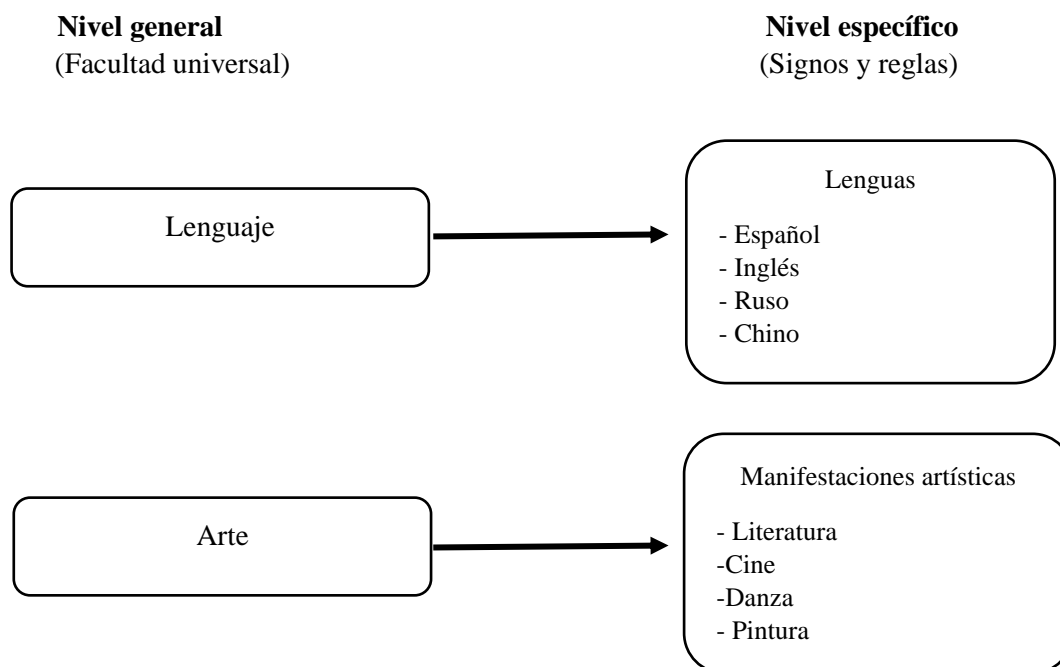 Nivel general
(Facultad universal)
Nivel específico
(Signos y reglas)
Lenguaje
Lenguas
- Español
- Inglés
- Ruso
- Chino
Arte
Manifestaciones artísticas
- Literatura
-Cine
-Danza
- Pintura